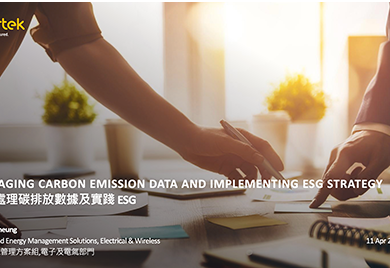 rtek
ured.
AGING CARBON EMISSION DATA AND IMPLEMENTING ESG STRATEGY
處理碳排放數據及實踐 ESG
heung
d Energy Management Solutions, Electrical & Wireless
管理方案組,電子及電氣部門
11 Apr 2